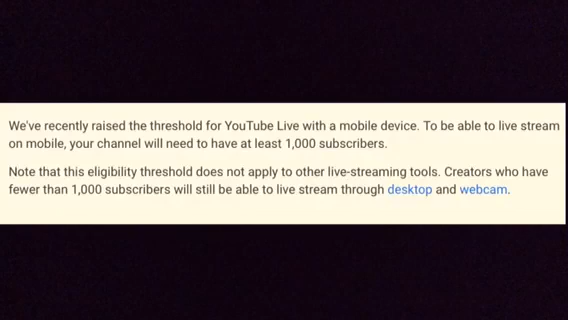 We've recently raised the threshold for YouTube Live with a mobile device. To be able to live stream
on mobile, your channel will need to have at least 1,000 subscribers.
Note that this eligibility threshold does not apply to other live-streaming tools. Creators who have
fewer than 1,000 subscribers will still be able to live stream through desktop and webcam.